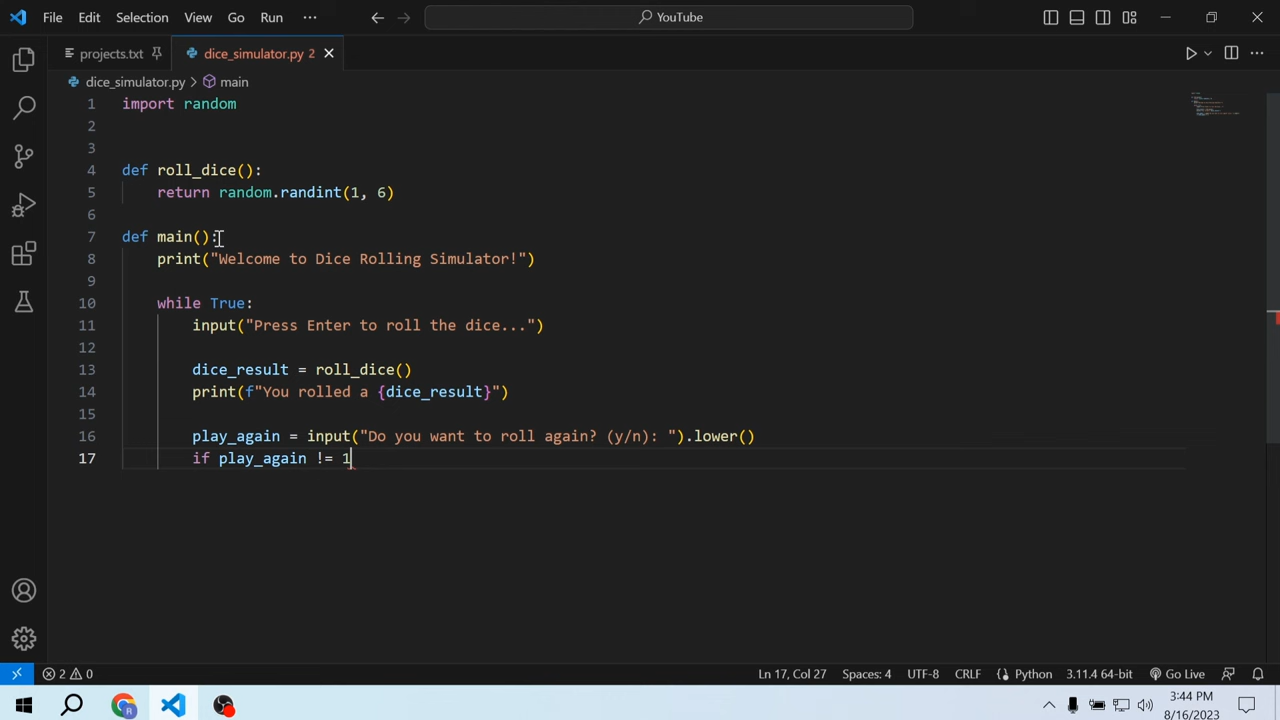 File Edit Selection View Go Run ··· YouTube
projects.txt dice_simulator.py 2
dice_simulator.py > main
1 import random
2
3
4 def roll_dice():
5 return random.randint(1, 6)
6
7 def main():
8 print("Welcome to Dice Rolling Simulator!")
9
10 while True:
11 input("Press Enter to roll the dice...")
12
13 dice_result = roll_dice()
14 print(f"You rolled a {dice_result}")
15
16 play_again = input("Do you want to roll again? (y/n): ").lower()
17 if play_again != 1
2 0 Ln 17, Col 27 Spaces: 4 UTF-8 CRLF Python 3.11.4 64-bit Go Live
3:44 PM
8/16/2023